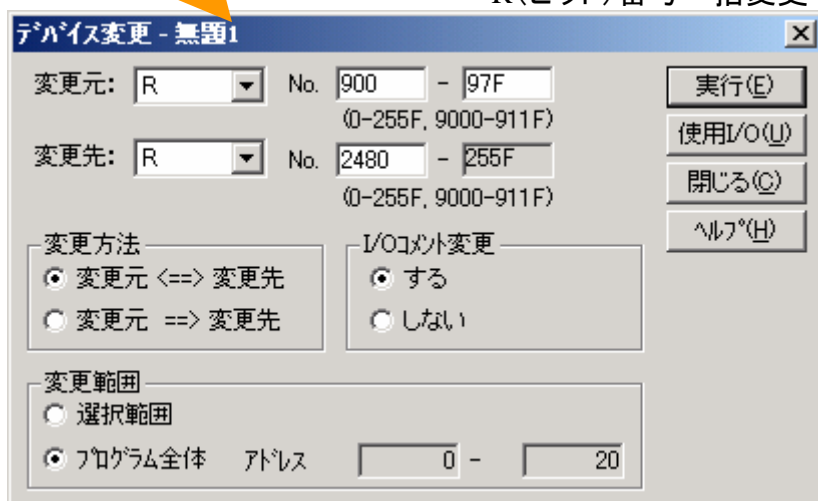 ﾃﾞﾊﾞｲｽ変更 - 無題1
変更元: R No. 900 - 97F
(0-255F, 9000-911F)
変更先: R No. 2480 - 255F
(0-255F, 9000-911F)
実行(E)
使用I/O(U)
閉じる(C)
ﾍﾙﾌﾟ(H)
変更方法
変更元 <==> 変更先
変更元 ==> 変更先
I/Oｺﾒﾝﾄ変更
する
しない
変更範囲
選択範囲
ﾌﾟﾛｸﾞﾗﾑ全体 ｱﾄﾞﾚｽ 0 - 20